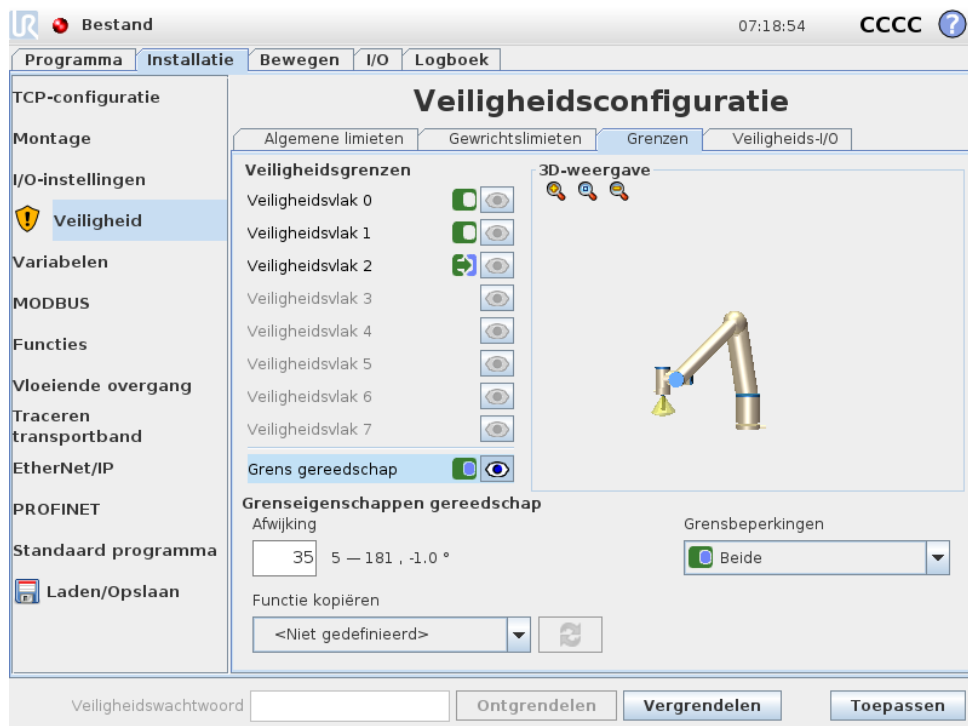 UR Bestand 07:18:54 CCCC ?
Programma Installatie Bewegen I/O Logboek
TCP-configuratie
Montage
I/O-instellingen
Veiligheid
Variabelen
MODBUS
Functies
Vloeiende overgang
Traceren
transportband
EtherNet/IP
PROFINET
Standaard programma
Laden/Opslaan
Veiligheidsconfiguratie
Algemene limieten Gewrichtslimieten Grenzen Veiligheids-I/O
Veiligheidsgrenzen
Veiligheidsvlak 0
Veiligheidsvlak 1
Veiligheidsvlak 2
Veiligheidsvlak 3
Veiligheidsvlak 4
Veiligheidsvlak 5
Veiligheidsvlak 6
Veiligheidsvlak 7
Grens gereedschap
3D-weergave
Grenseigenschappen gereedschap
Afwijking
35 5 — 181 , -1.0 °
Grensbeperkingen
Beide
Functie kopiëren
<Niet gedefinieerd>
Veiligheidswachtwoord Ontgrendelen Vergrendelen Toepassen